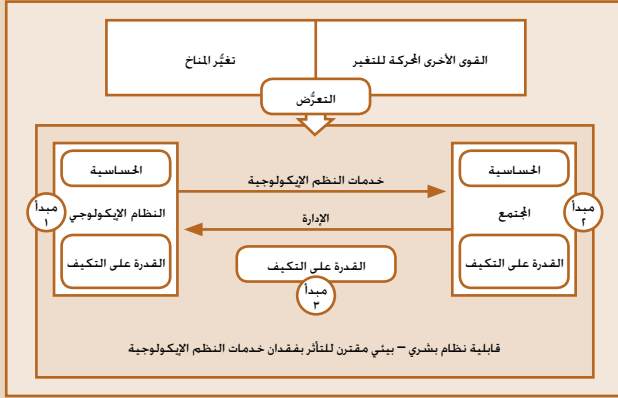 القوى الأخرى المحركة للتغير
تغيُّر المناخ
التعرُّض
الحساسية
المجتمع
القدرة على التكيف
مبدأ
٢
خدمات النظم الإيكولوجية
الإدارة
القدرة على التكيف
مبدأ
٣
الحساسية
النظام الإيكولوجي
القدرة على التكيف
مبدأ
١
قابلية نظام بشري – بيئي مقترن للتأثر بفقدان خدمات النظم الإيكولوجية